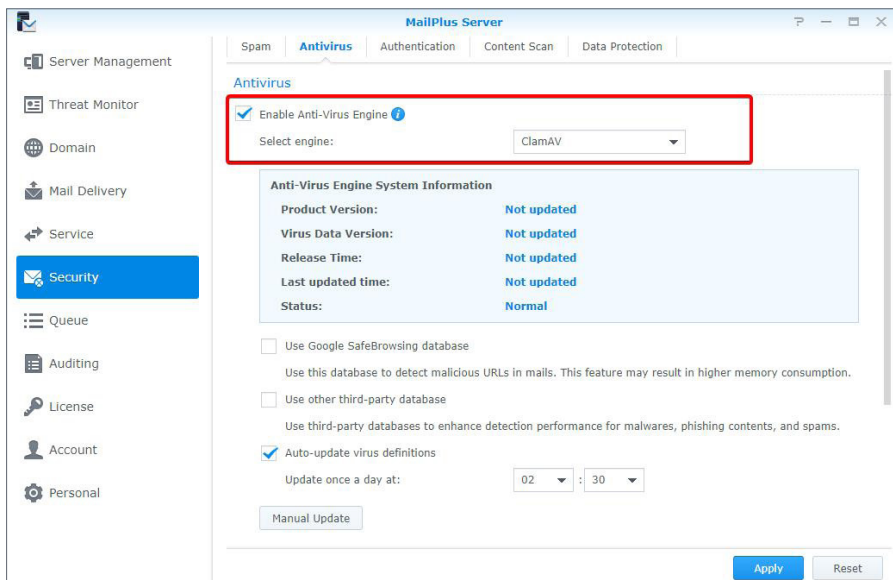 MailPlus Server
Server Management
Threat Monitor
Domain
Mail Delivery
Service
Security
Queue
Auditing
License
Account
Personal
Spam Antivirus Authentication Content Scan Data Protection
Antivirus
Enable Anti-Virus Engine
Select engine: ClamAV
Anti-Virus Engine System Information
Product Version: Not updated
Virus Data Version: Not updated
Release Time: Not updated
Last updated time: Not updated
Status: Normal
Use Google SafeBrowsing database
Use this database to detect malicious URLs in mails. This feature may result in higher memory consumption.
Use other third-party database
Use third-party databases to enhance detection performance for malwares, phishing contents, and spams.
Auto-update virus definitions
Update once a day at: 02 : 30
Manual Update
Apply Reset